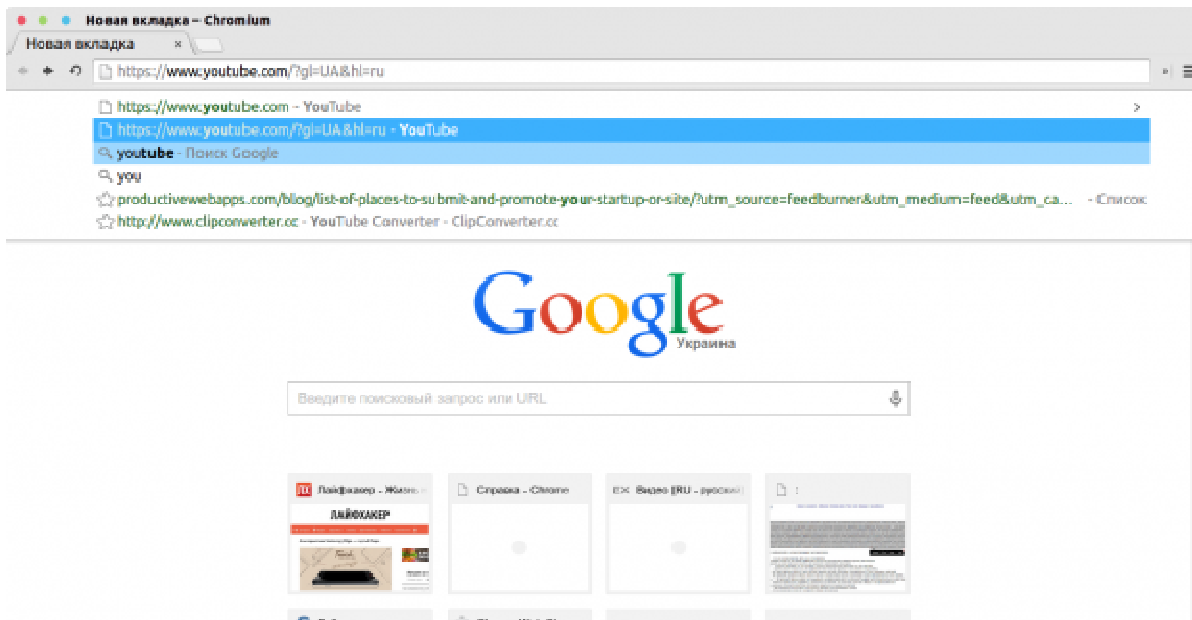 Новая вкладка – Chromium
Новая вкладка ×
https://www.youtube.com/?gl=UA&hl=ru
https://www.youtube.com – YouTube
https://www.youtube.com/?gl=UA&hl=ru - YouTube
youtube - Поиск Google
you
productivewebapps.com/blog/list-of-places-to-submit-and-promote-your-startup-or-site/?utm_source=feedburner&utm_medium=feed&utm_ca... - Список
http://www.clipconverter.cc - YouTube Converter - ClipConverter.cc
Google
Украина
Введите поисковый запрос или URL
Лайфхакер - Жизнь Справка - Chrome EX Видео [RU - русский]
ЛАЙФХАКЕР